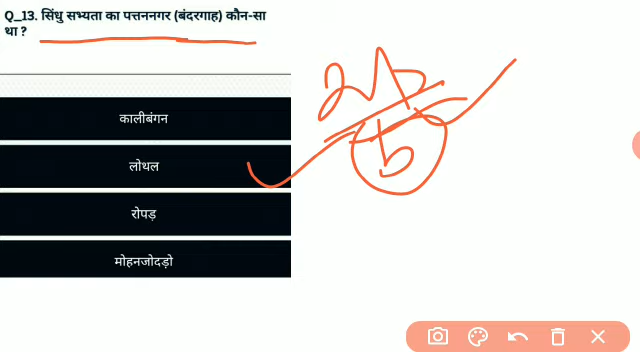 Q_13. सिंधु सभ्यता का पत्तननगर (बंदरगाह) कौन-सा
था ?
कालीबंगन
लोथल
रोपड़
मोहनजोदड़ो
b